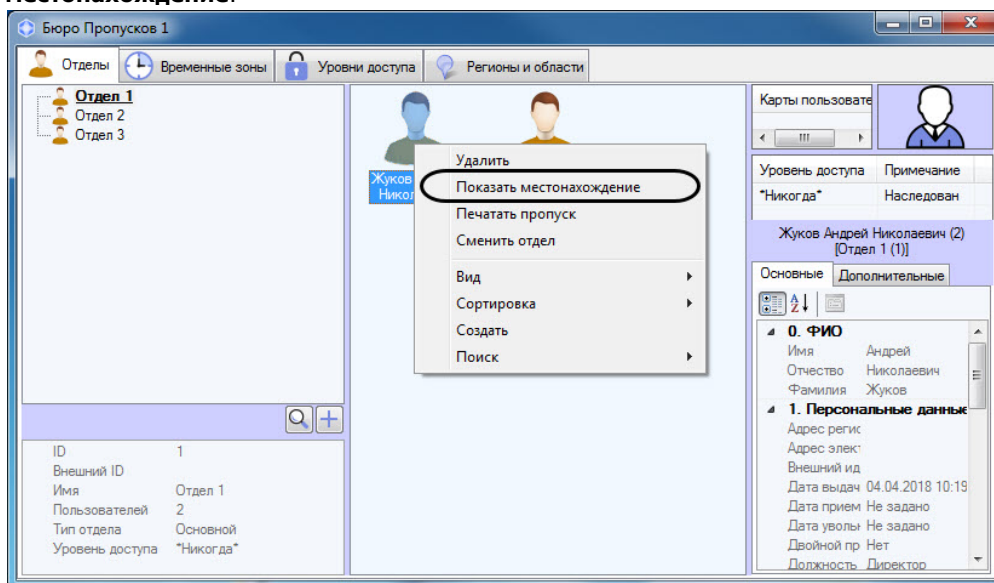 Местонахождение.
Бюро Пропусков 1
Отделы
Временные зоны
Уровни доступа
Регионы и области
Отдел 1
Отдел 2
Отдел 3
Жуков
Никол
Удалить
Показать местонахождение
Печатать пропуск
Сменить отдел
Вид
Сортировка
Создать
Поиск
ID 1
Внешний ID
Имя Отдел 1
Пользователей 2
Тип отдела Основной
Уровень доступа *Никогда*
Карты пользовате
Уровень доступа Примечание
*Никогда* Наследован
Жуков Андрей Николаевич (2)
[Отдел 1 (1)]
Основные Дополнительные
0. ФИО
Имя Андрей
Отчество Николаевич
Фамилия Жуков
1. Персональные данные
Адрес регис
Адрес элект
Внешний ид
Дата выдач 04.04.2018 10:19
Дата прием Не задано
Дата увольн Не задано
Двойной пр Нет
Должность Директор